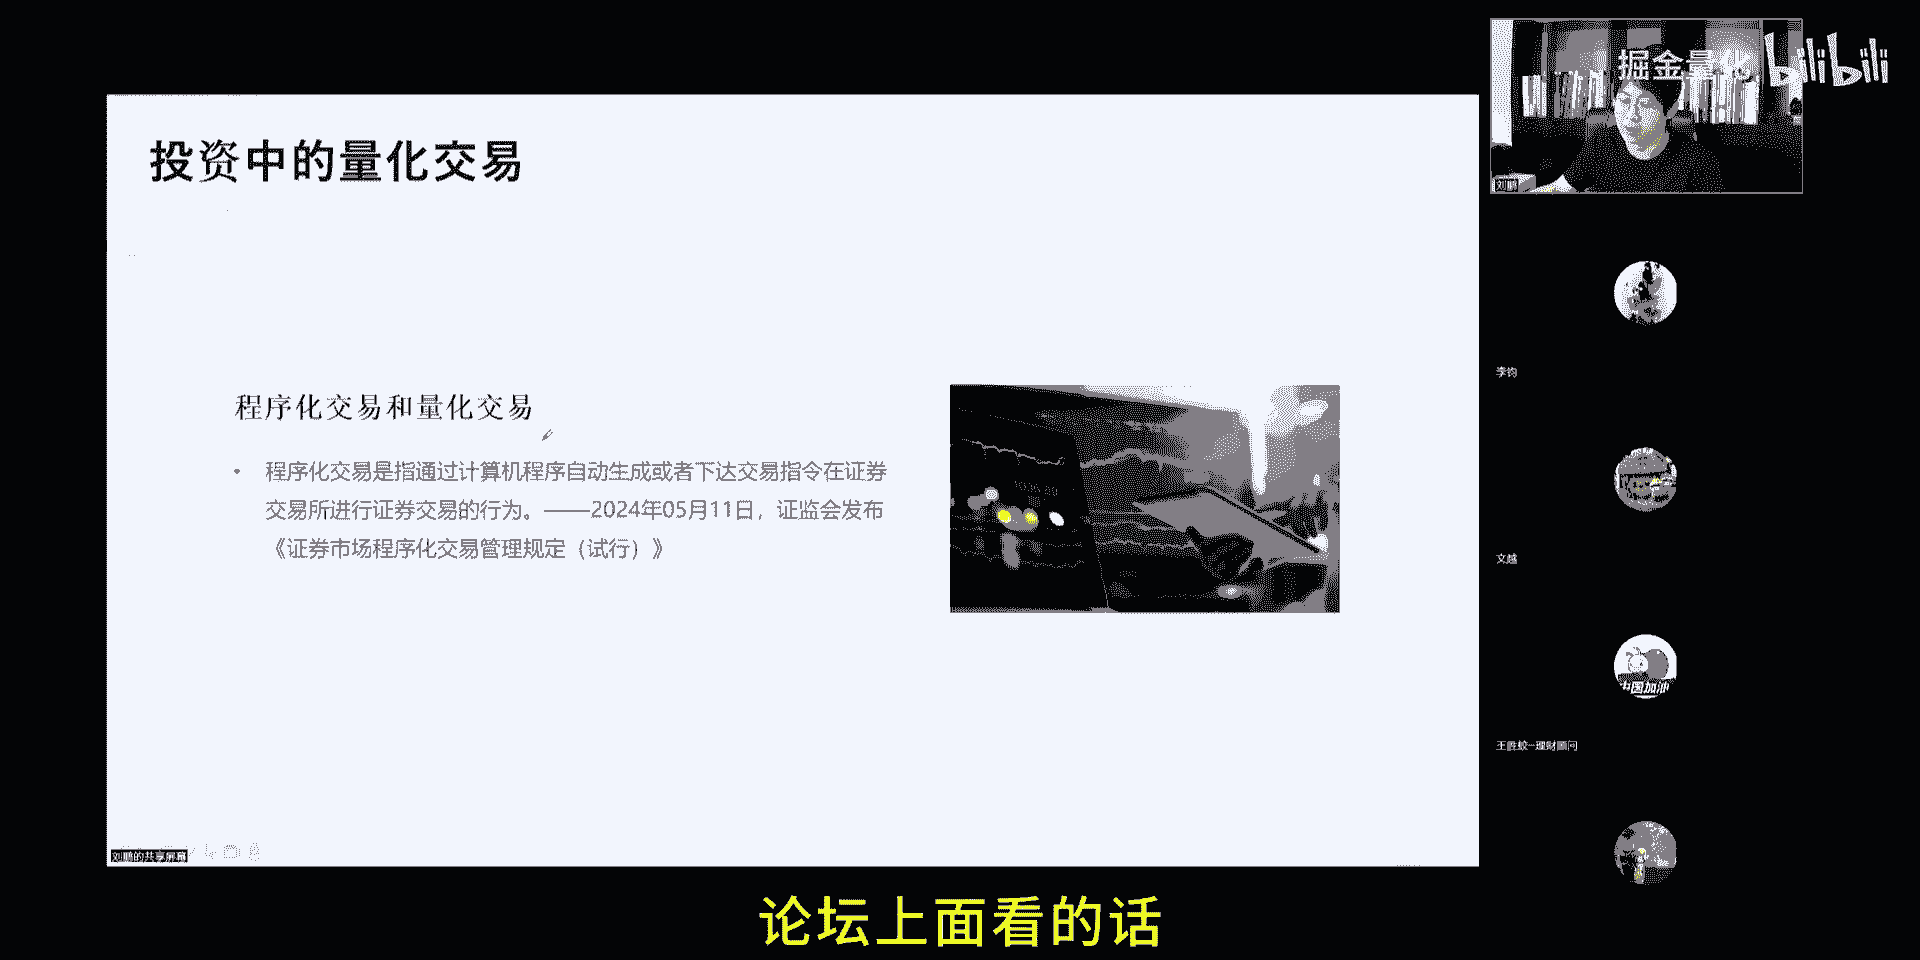 投资中的量化交易
程序化交易和量化交易
• 程序化交易是指通过计算机程序自动生成或者下达交易指令在证券
交易所进行证券交易的行为。——2024年05月11日，证监会发布
《证券市场程序化交易管理规定（试行）》
刘鹏的共享屏幕
掘金量化
bilibili
刘鹏
李钧
文越
中国加油
理财顾问
论坛上面看的话